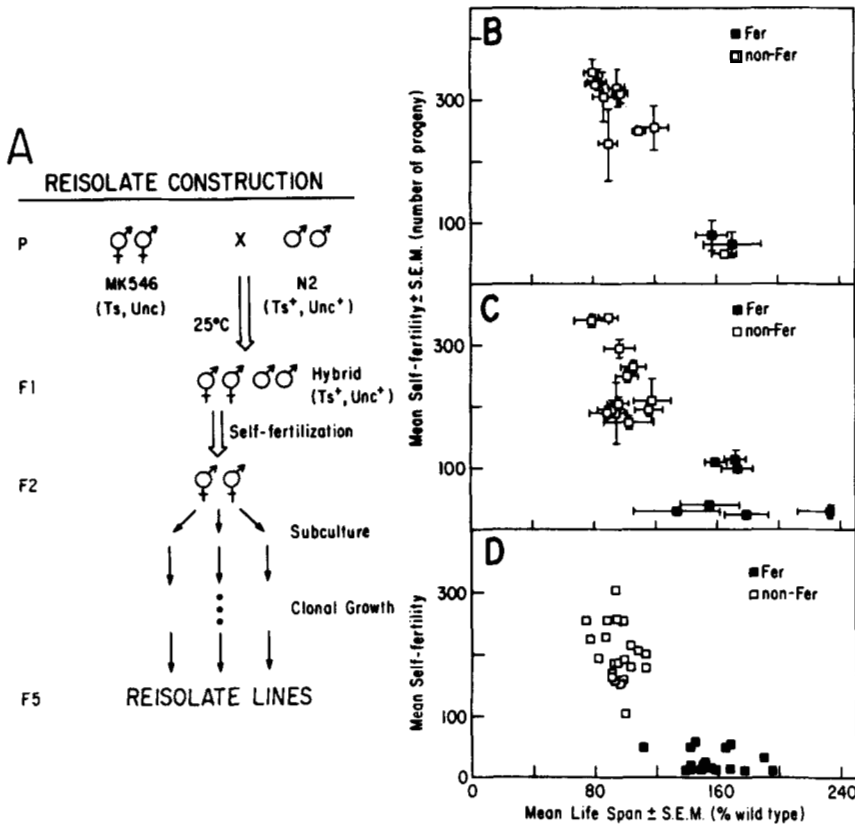 A
REISOLATE CONSTRUCTION
P
X
MK546
(Ts, Unc)
N2
(Ts+, Unc+)
25°C
F1
Hybrid
(Ts+, Unc+)
Self-fertilization
F2
Subculture
Clonal Growth
F5
REISOLATE LINES
Mean Self-fertility ± S.E.M. (number of progeny)
B
Fer
non-Fer
300
100
C
Fer
non-Fer
300
100
Mean Self-fertility
D
Fer
non-Fer
300
100
0
80
160
240
Mean Life Span ± S.E.M. (% wild type)